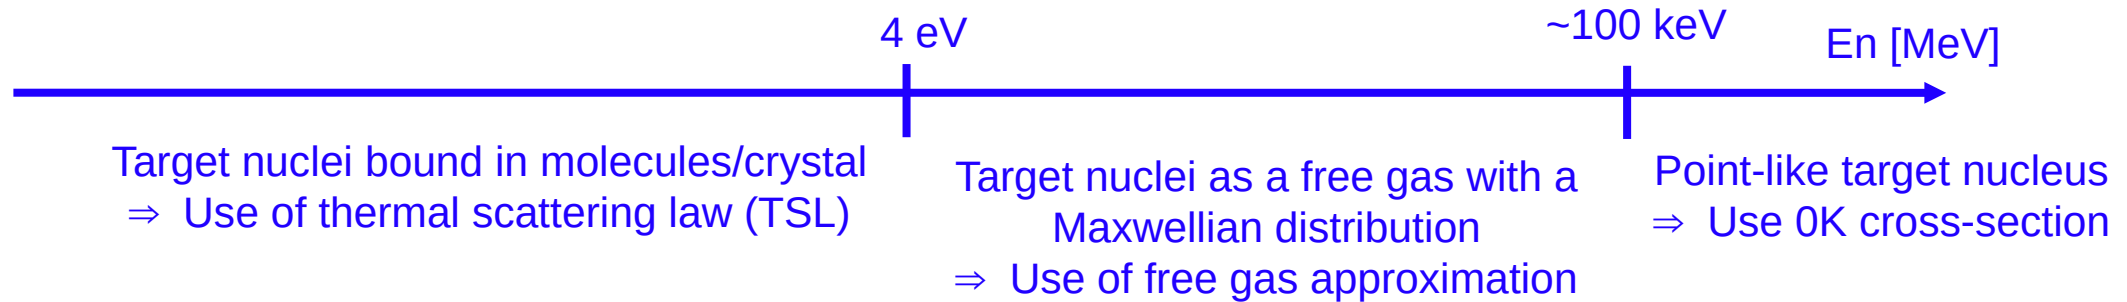 4 eV
~100 keV
En [MeV]
Target nuclei bound in molecules/crystal
⇒ Use of thermal scattering law (TSL)
Target nuclei as a free gas with a
Maxwellian distribution
⇒ Use of free gas approximation
Point-like target nucleus
⇒ Use 0K cross-section